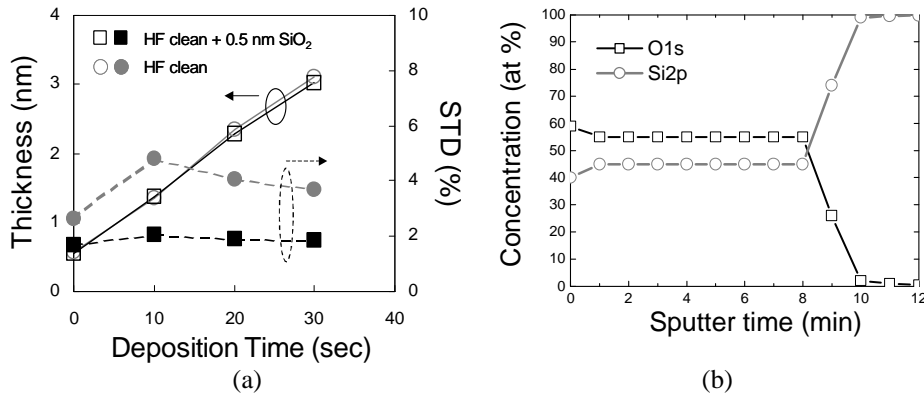 (a)
4
3
2
1
0
Thickness (nm)
HF clean + 0.5 nm SiO₂
HF clean
10
8
6
4
2
0
STD (%)
0 10 20 30 40
Deposition Time (sec)
(a)
100
90
80
70
60
50
40
30
20
10
0
Concentration (at %)
O1s
Si2p
0 2 4 6 8 10 12
Sputter time (min)
(b)